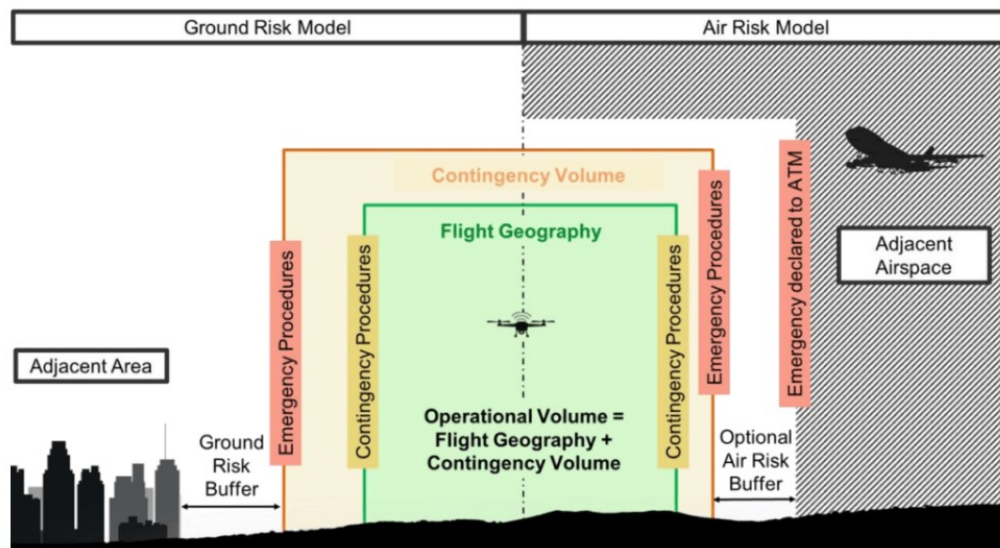 Ground Risk Model
Air Risk Model
Contingency Volume
Flight Geography
Emergency Procedures
Contingency Procedures
Contingency Procedures
Emergency Procedures
Emergency declared to ATM
Adjacent
Airspace
Adjacent Area
Operational Volume =
Flight Geography +
Contingency Volume
Ground
Risk
Buffer
Optional
Air Risk
Buffer